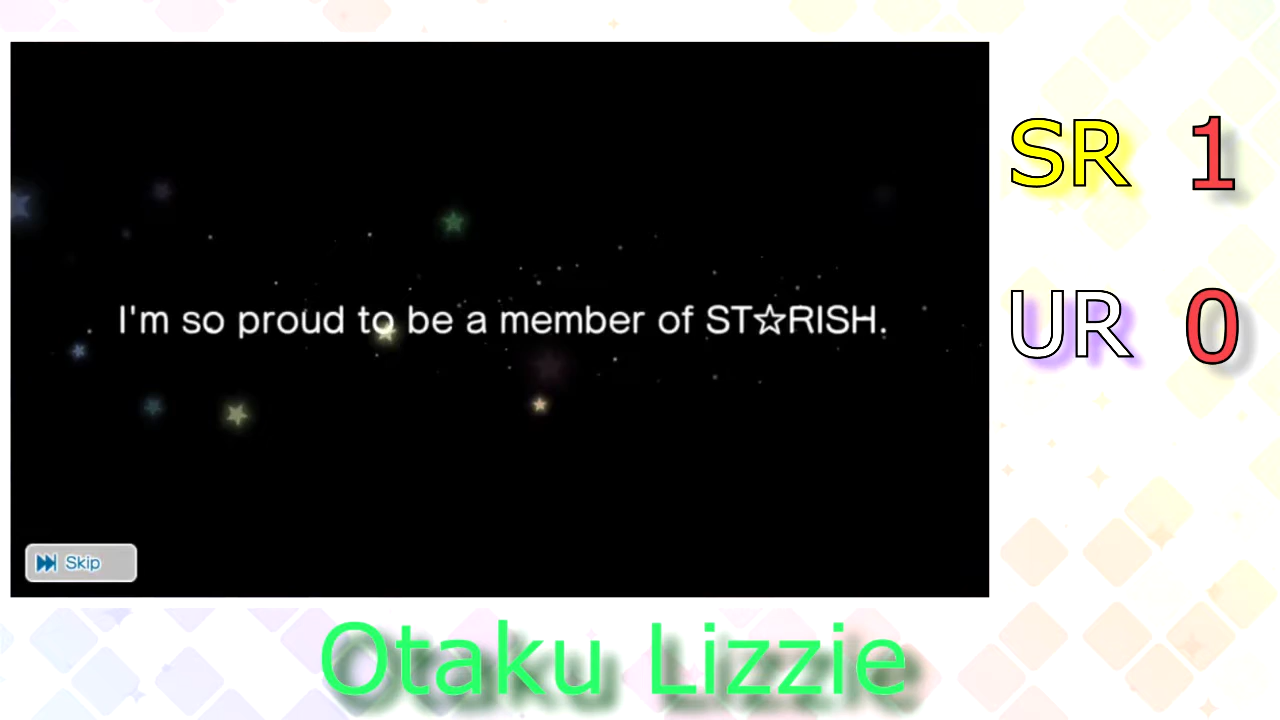 I'm so proud to be a member of ST☆RISH.
SR 1
UR 0
Skip
Otaku Lizzie